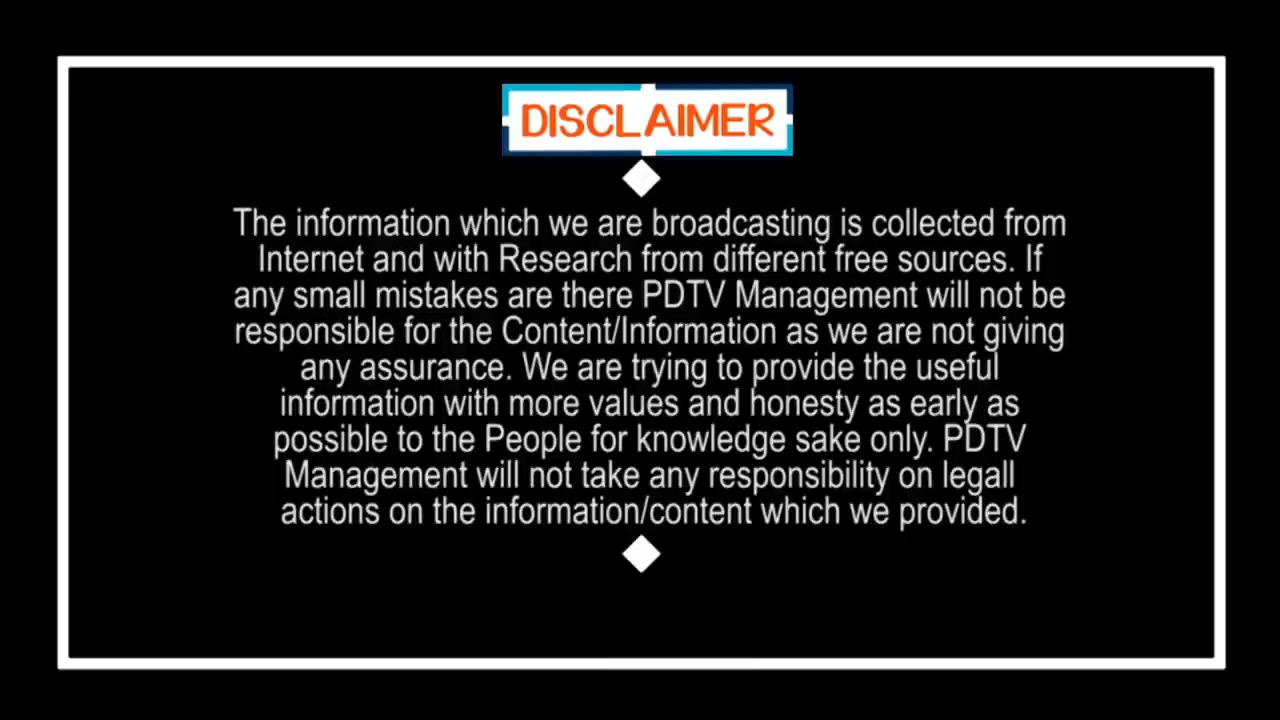 DISCLAIMER
The information which we are broadcasting is collected from
Internet and with Research from different free sources. If
any small mistakes are there PDTV Management will not be
responsible for the Content/Information as we are not giving
any assurance. We are trying to provide the useful
information with more values and honesty as early as
possible to the People for knowledge sake only. PDTV
Management will not take any responsibility on legall
actions on the information/content which we provided.